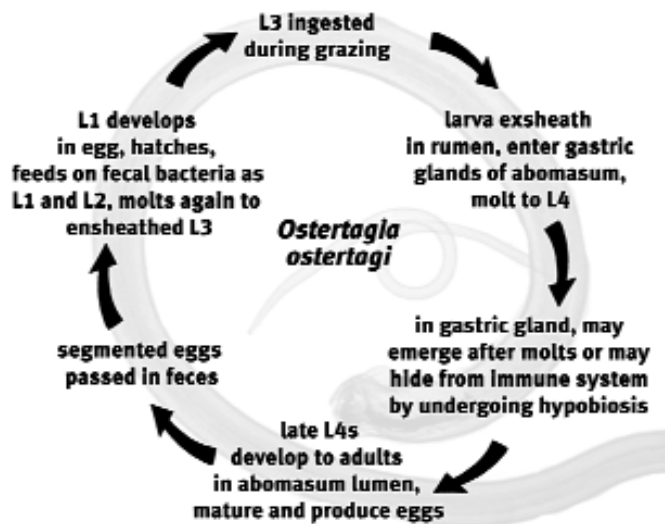 L3 ingested
during grazing
larva exsheath
in rumen, enter gastric
glands of abomasum,
molt to L4
in gastric gland, may
emerge after molts or may
hide from immune system
by undergoing hypobiosis
late L4s
develop to adults
in abomasum lumen,
mature and produce eggs
segmented eggs
passed in feces
L1 develops
in egg, hatches,
feeds on fecal bacteria as
L1 and L2, molts again to
ensheathed L3
Ostertagia
ostertagi